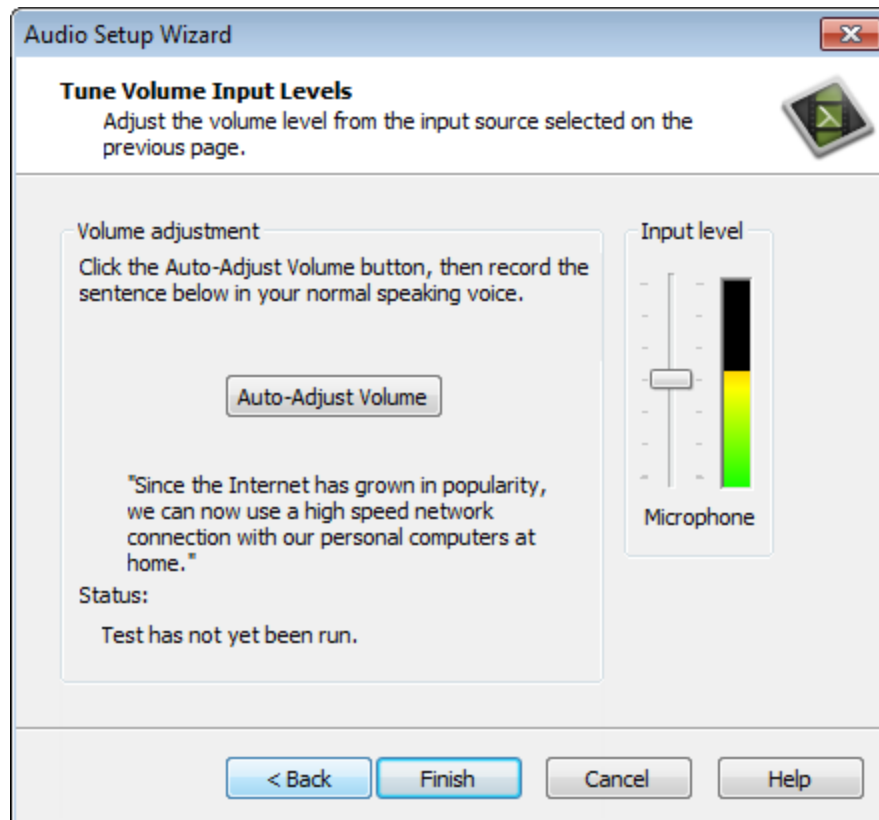 Audio Setup Wizard
Tune Volume Input Levels
Adjust the volume level from the input source selected on the
previous page.
Volume adjustment
Click the Auto-Adjust Volume button, then record the
sentence below in your normal speaking voice.
Auto-Adjust Volume
"Since the Internet has grown in popularity,
we can now use a high speed network
connection with our personal computers at
home."
Status:
Test has not yet been run.
Input level
Microphone
< Back
Finish
Cancel
Help